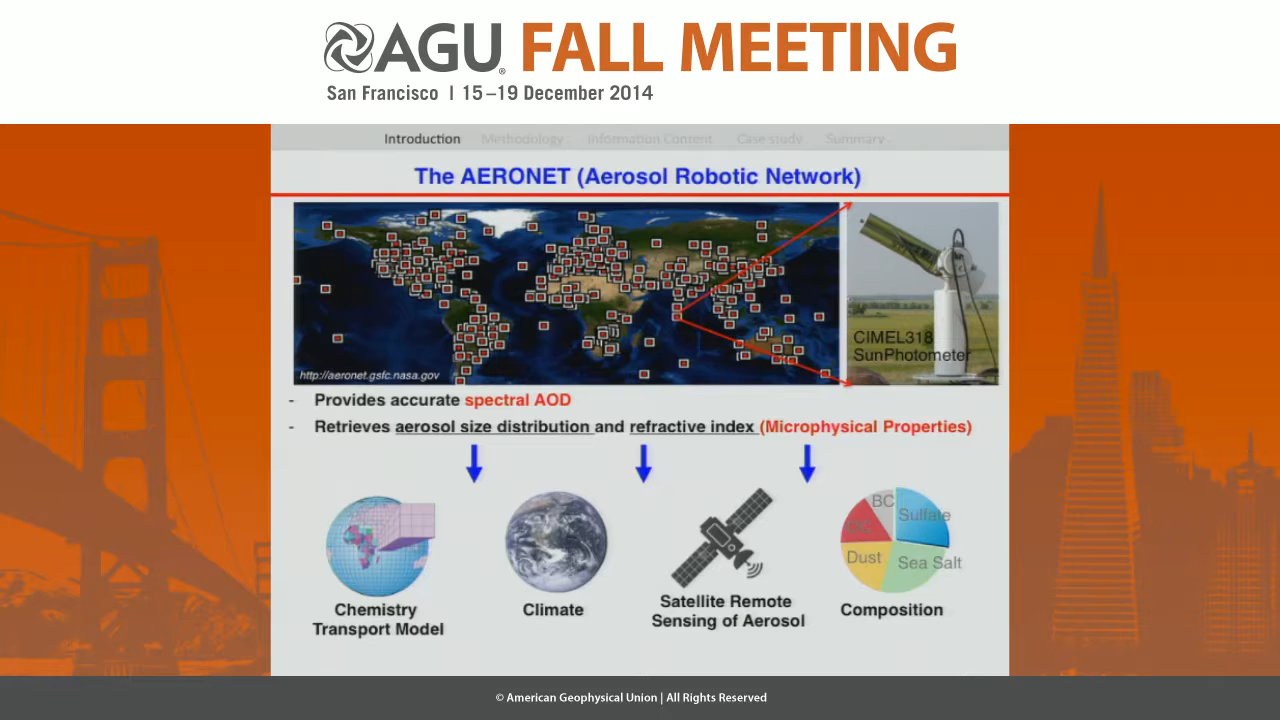 AGU FALL MEETING
San Francisco | 15–19 December 2014
Introduction Methodology Information Content Case study Summary
The AERONET (Aerosol Robotic Network)
CIMEL318
SunPhotometer
http://aeronet.gsfc.nasa.gov
- Provides accurate spectral AOD
- Retrieves aerosol size distribution and refractive index (Microphysical Properties)
BC
Sulfate
OC
Dust
Sea Salt
Chemistry
Transport Model
Climate
Satellite Remote
Sensing of Aerosol
Composition
© American Geophysical Union | All Rights Reserved